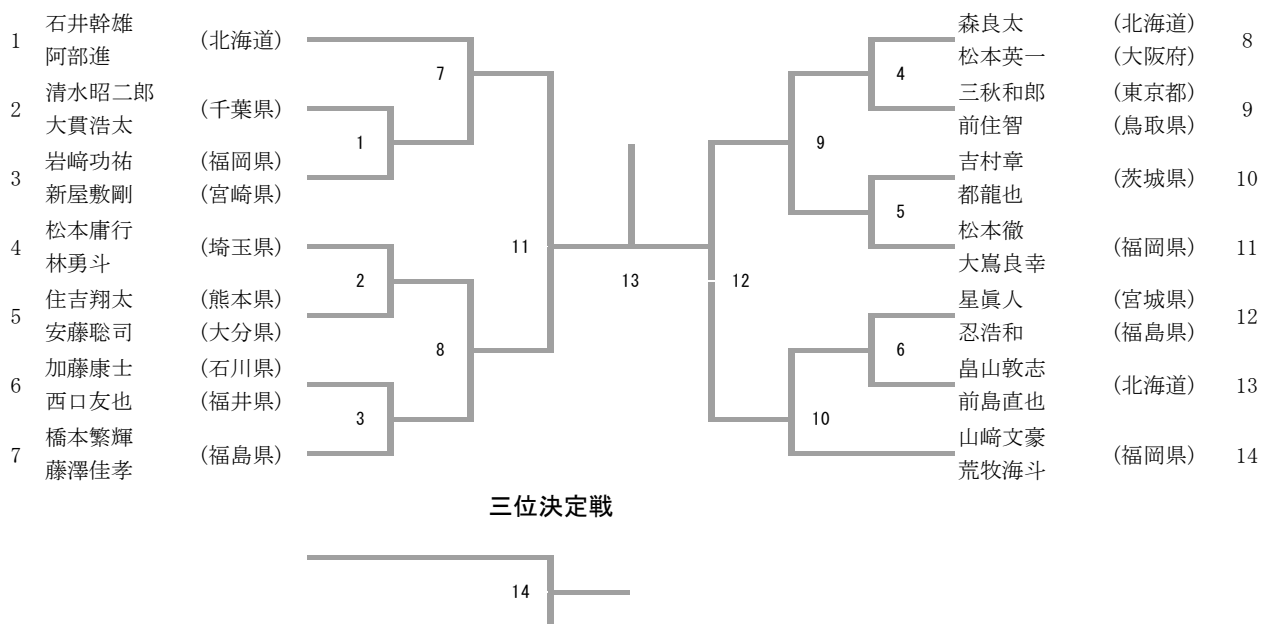 石井幹雄
1 (北海道)
阿部進
7
清水昭二郎
2 (千葉県)
大貫浩太
1
岩﨑功祐 (福岡県)
3
新屋敷剛 (宮崎県)
11
松本庸行
4 (埼玉県)
林勇斗
2
住吉翔太 (熊本県)
5
安藤聡司 (大分県)
8
加藤康士 (石川県)
6
西口友也 (福井県)
3
橋本繁輝
7 (福島県)
藤澤佳孝
13
森良太 (北海道)
8
松本英一 (大阪府)
4
三秋和郎 (東京都)
9
前住智 (鳥取県)
9
吉村章
(茨城県) 10
都龍也
5
松本徹
(福岡県) 11
大嶌良幸
12
星眞人 (宮城県)
12
忍浩和 (福島県)
6
畠山敦志
(北海道) 13
前島直也
10
山﨑文豪
(福岡県) 14
荒牧海斗
三位決定戦
14